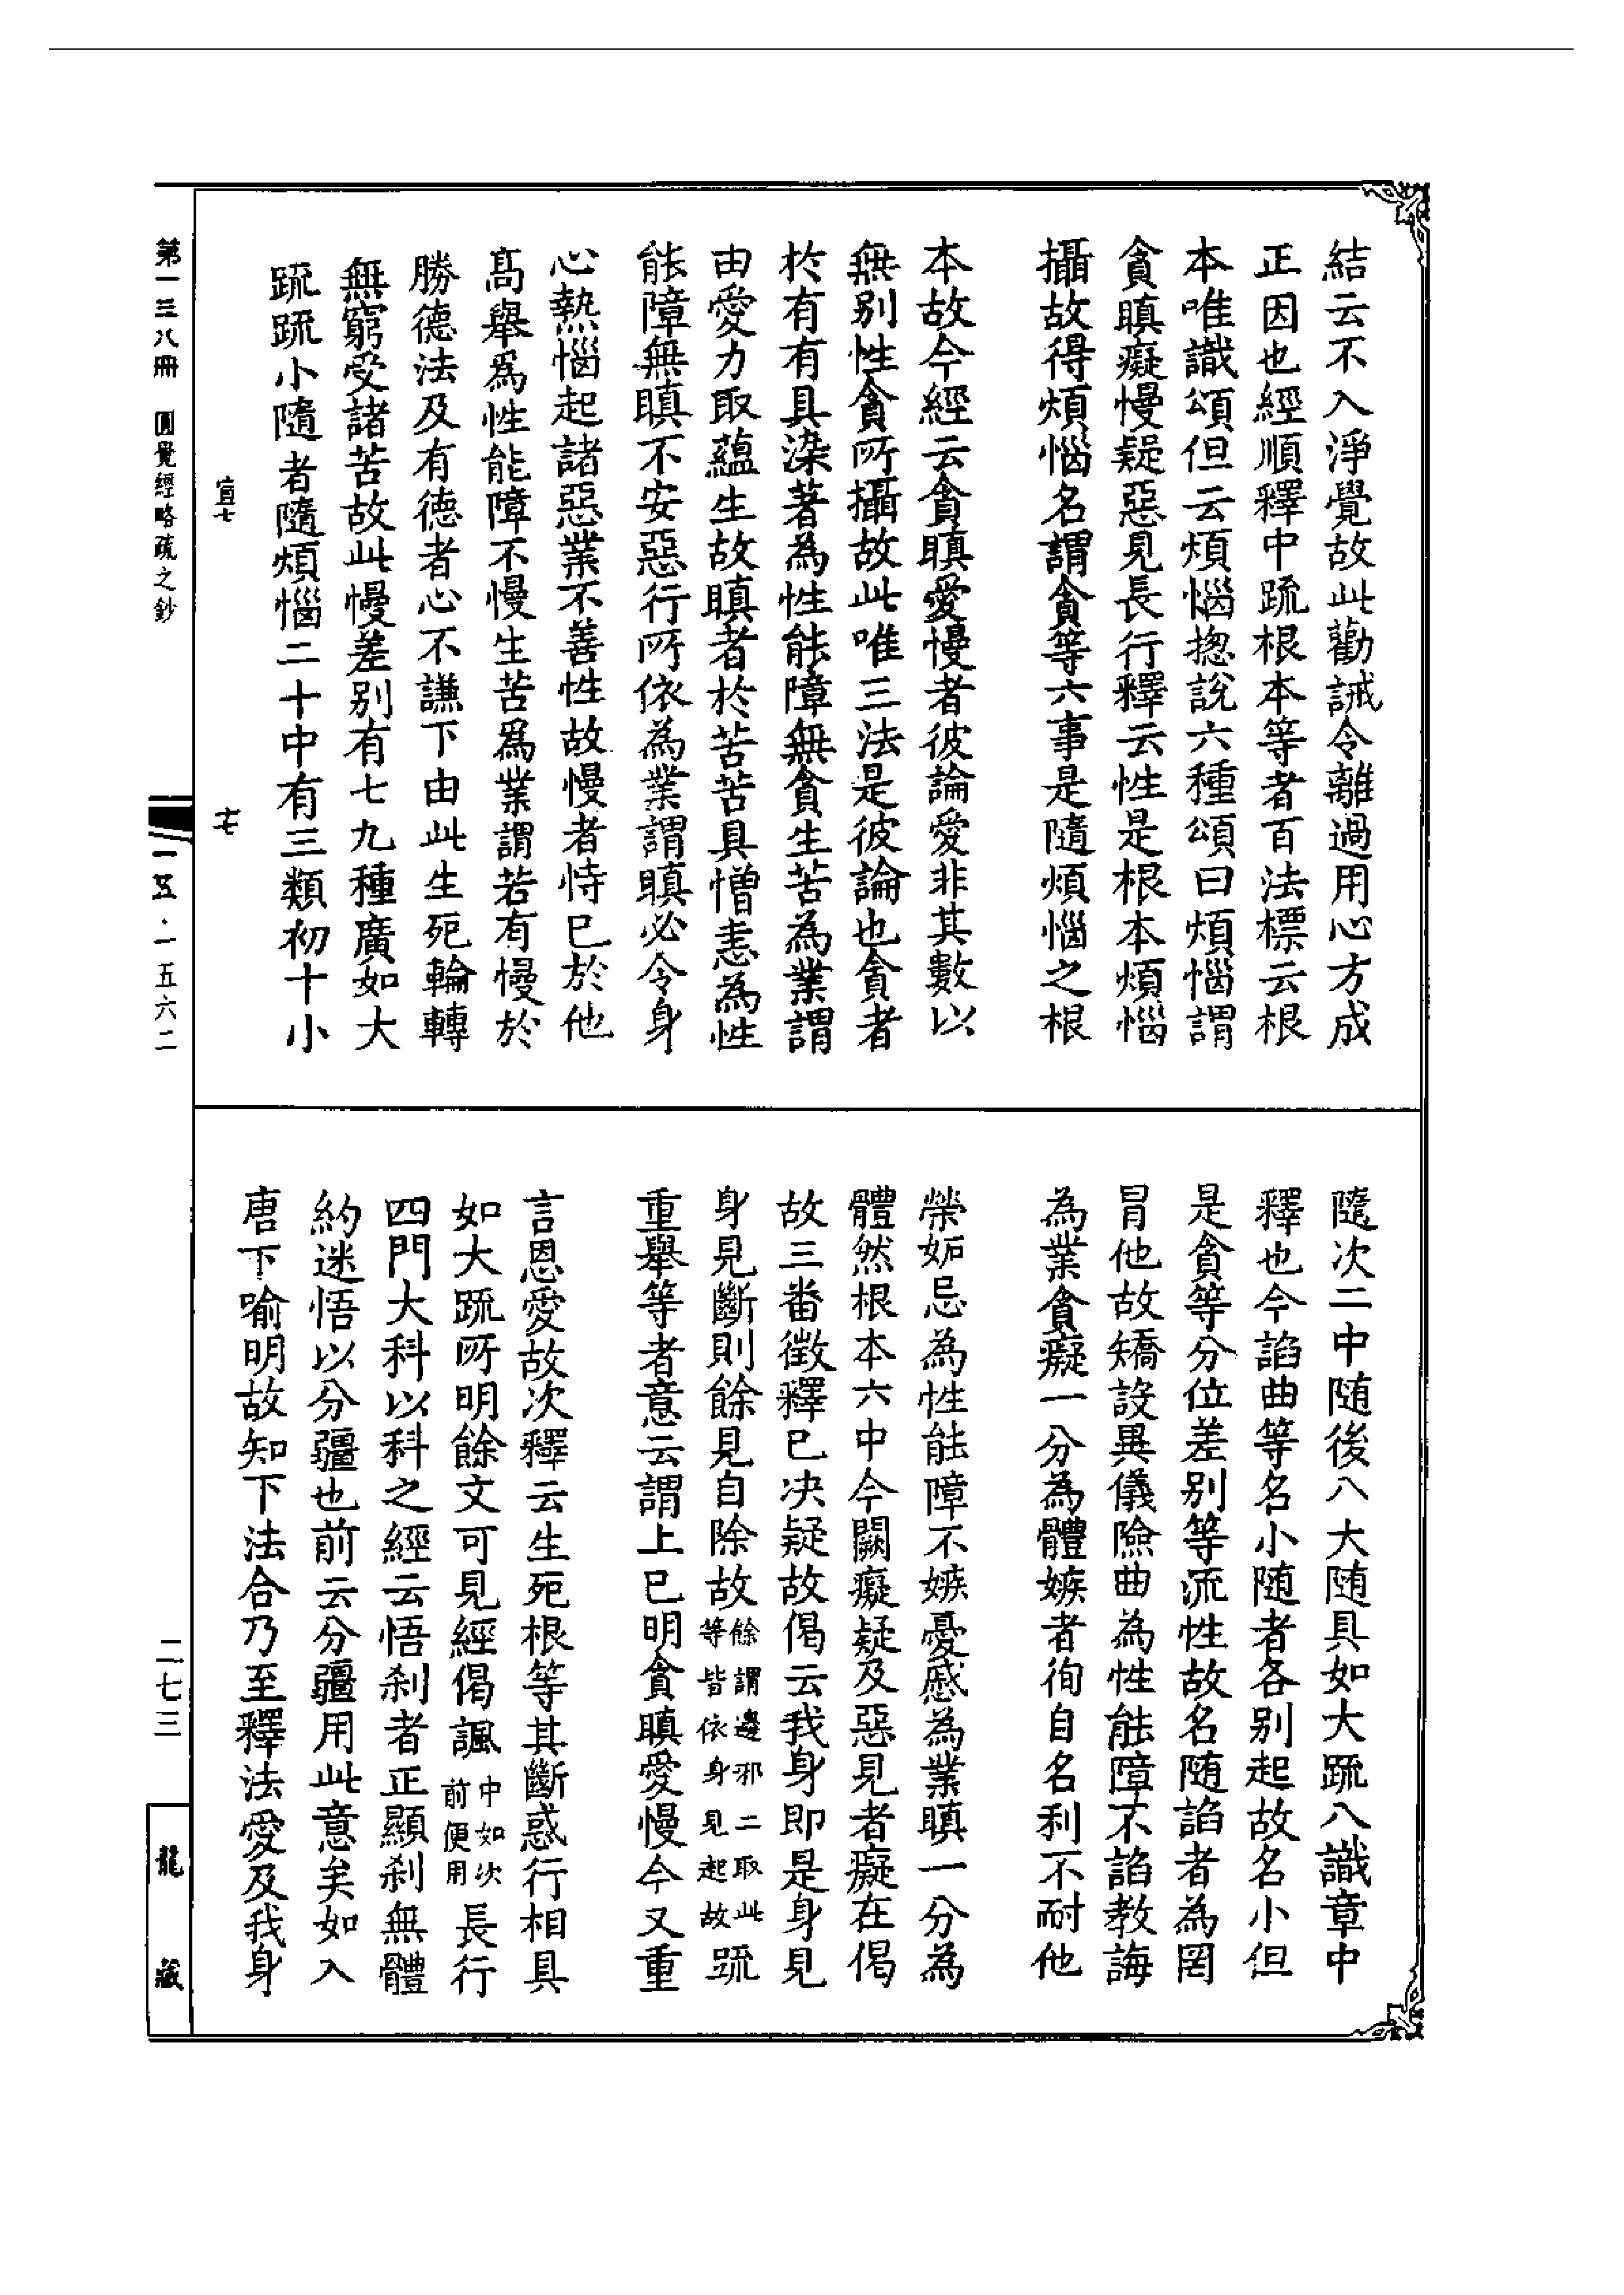 結云不入淨覺故此勸誡令離過用心方成
正因也經順釋中疏根本等者百法標云根
本唯識頌但云煩惱揔說六種頌曰煩惱謂
貪瞋癡慢疑惡見長行釋云性是根本煩惱
攝故得煩惱名謂貪等六事是隨煩惱之根
本故今經云貪瞋愛慢者彼論愛非其數以
無別性貪所攝故此唯三法是彼論也貪者
於有有具染著為性能障無貪生苦為業謂
由愛力取蘊生故瞋者於苦苦具憎恚為性
能障無瞋不安惡行所依為業謂瞋必令身
心熱惱起諸惡業不善性故慢者恃已於他
高舉為性能障不慢生苦為業謂若有慢於
勝德法及有德者心不謙下由此生死輪轉
無窮受諸苦故此慢差別有七九種廣如大
疏疏小隨者隨煩惱二十中有三類初十小
宣七
十七
隨次二中随後八大随具如大疏八識章中
釋也今諂曲等名小随者各別起故名小但
是貪等分位差別等流性故名随諂者為罔
冐他故矯設異儀險曲為性能障不諂教誨
為業貪癡一分為體嫉者徇自名利不耐他
榮妬忌為性能障不嫉憂慼為業瞋一分為
體然根本六中今闕癡疑及惡見者癡在偈
故三番徵釋已决疑故偈云我身即是身見
身見斷則餘見自除故餘謂邊邪二取此等皆依身見起故疏
重舉等者意云謂上已明貪瞋愛慢今又重
言恩愛故次釋云生死根等其斷惑行相具
如大疏所明餘文可見經偈諷中如次前便用長行
四門大科以科之經云悟刹者正顯刹無體
約迷悟以分疆也前云分疆用此意矣如入
唐下喻明故知下法合乃至釋法愛及我身
第一三八冊　圓覺經略疏之鈔
一五·一五六二
二七三
龍藏